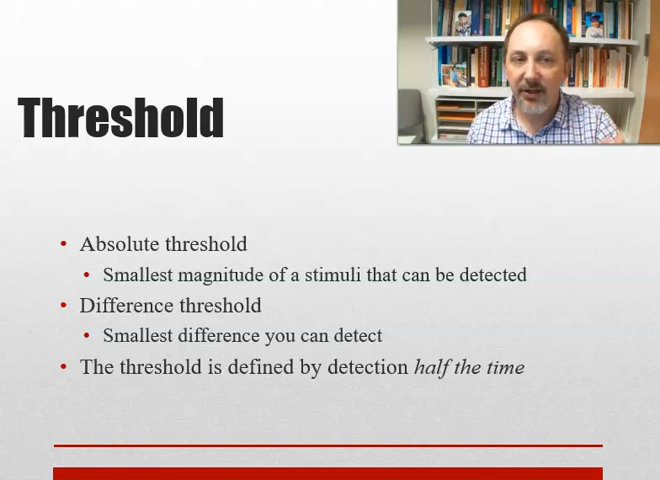 Threshold
• Absolute threshold
• Smallest magnitude of a stimuli that can be detected
• Difference threshold
• Smallest difference you can detect
• The threshold is defined by detection half the time